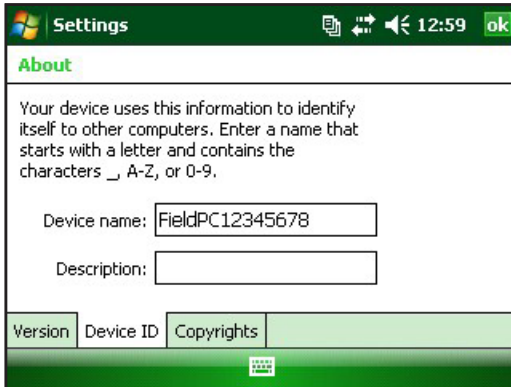 Settings 12:59 ok
About
Your device uses this information to identify
itself to other computers. Enter a name that
starts with a letter and contains the
characters _, A-Z, or 0-9.
Device name: FieldPC12345678
Description:
Version Device ID Copyrights